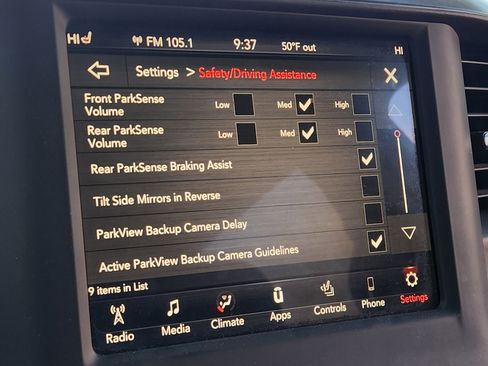 HI FM 105.1 9:37 50°F out HI
Settings > Safety/Driving Assistance X
Front ParkSense Volume Low Med High
Rear ParkSense Volume Low Med High
Rear ParkSense Braking Assist
Tilt Side Mirrors in Reverse
ParkView Backup Camera Delay
Active ParkView Backup Camera Guidelines
9 items in List
Radio Media Climate Apps Controls Phone Settings